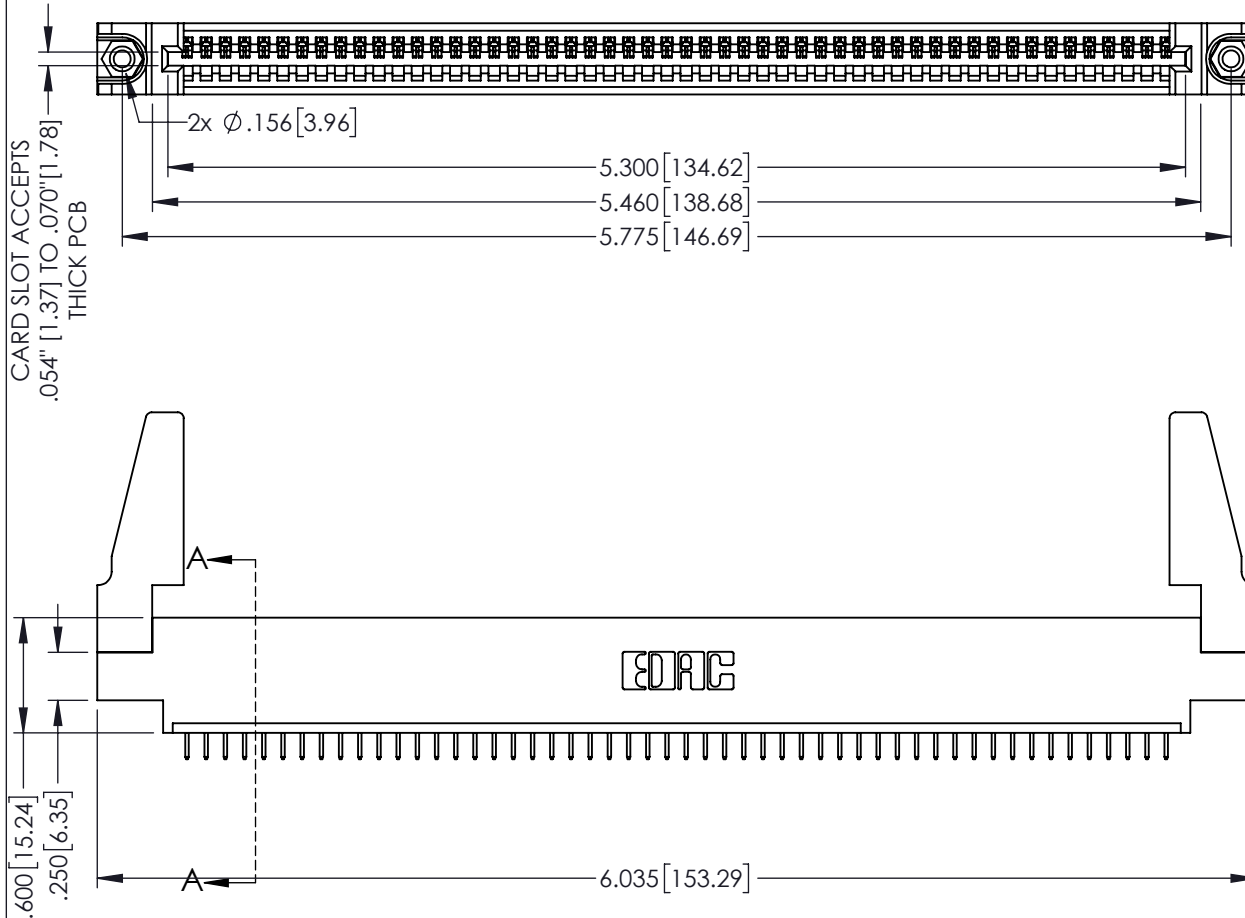 2x Ø.156[3.96]
5.300[134.62]
5.460[138.68]
5.775[146.69]
CARD SLOT ACCEPTS
.054" [1.37] TO .070"[1.78]
THICK PCB
A
EDAC
.600[15.24]
.250[6.35]
A
6.035[153.29]